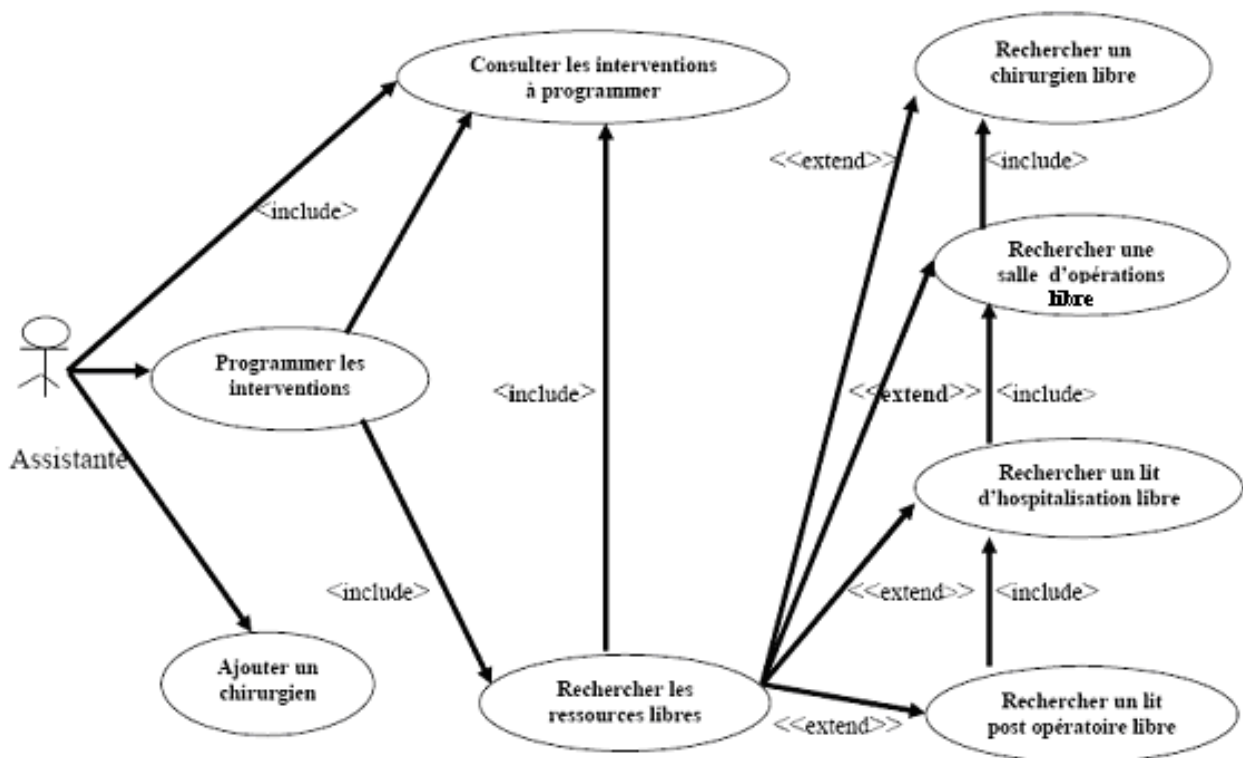 Consulter les interventions
à programmer
Rechercher un
chirurgien libre
<<extend>>
<include>
<include>
Rechercher une
salle d'opérations
libre
Programmer les
interventions
<include>
<<extend>>
<include>
Assistante
Rechercher un lit
d'hospitalisation libre
<include>
<<extend>>
<include>
Ajouter un
chirurgien
Rechercher les
ressources libres
<<extend>>
Rechercher un lit
post opératoire libre